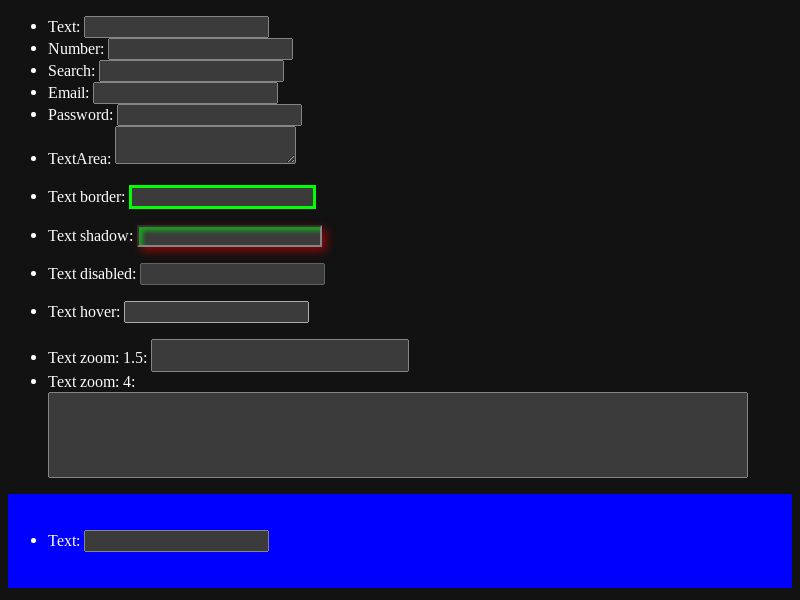 Text:
Number:
Search:
Email:
Password:
TextArea:
Text border:
Text shadow:
Text disabled:
Text hover:
Text zoom: 1.5:
Text zoom: 4:
Text: